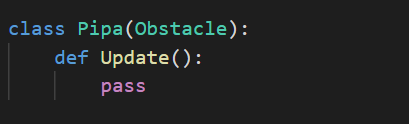 class Pipa(Obstacle):
    def Update():
        pass